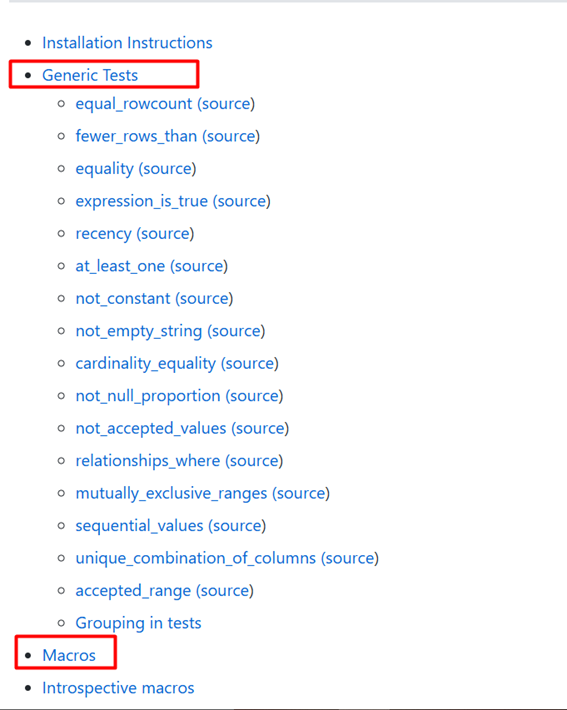 Installation Instructions
Generic Tests
equal_rowcount (source)
fewer_rows_than (source)
equality (source)
expression_is_true (source)
recency (source)
at_least_one (source)
not_constant (source)
not_empty_string (source)
cardinality_equality (source)
not_null_proportion (source)
not_accepted_values (source)
relationships_where (source)
mutually_exclusive_ranges (source)
sequential_values (source)
unique_combination_of_columns (source)
accepted_range (source)
Grouping in tests
Macros
Introspective macros